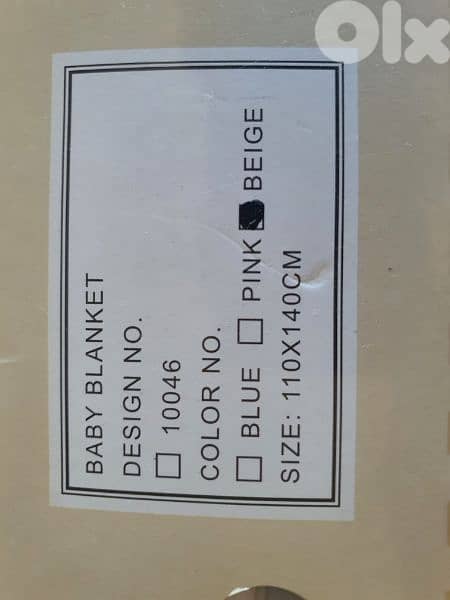 Olx
BABY BLANKET
DESIGN NO.
☐ 10046
COLOR NO.
☐ BLUE ☐ PINK ■ BEIGE
SIZE: 110X140CM